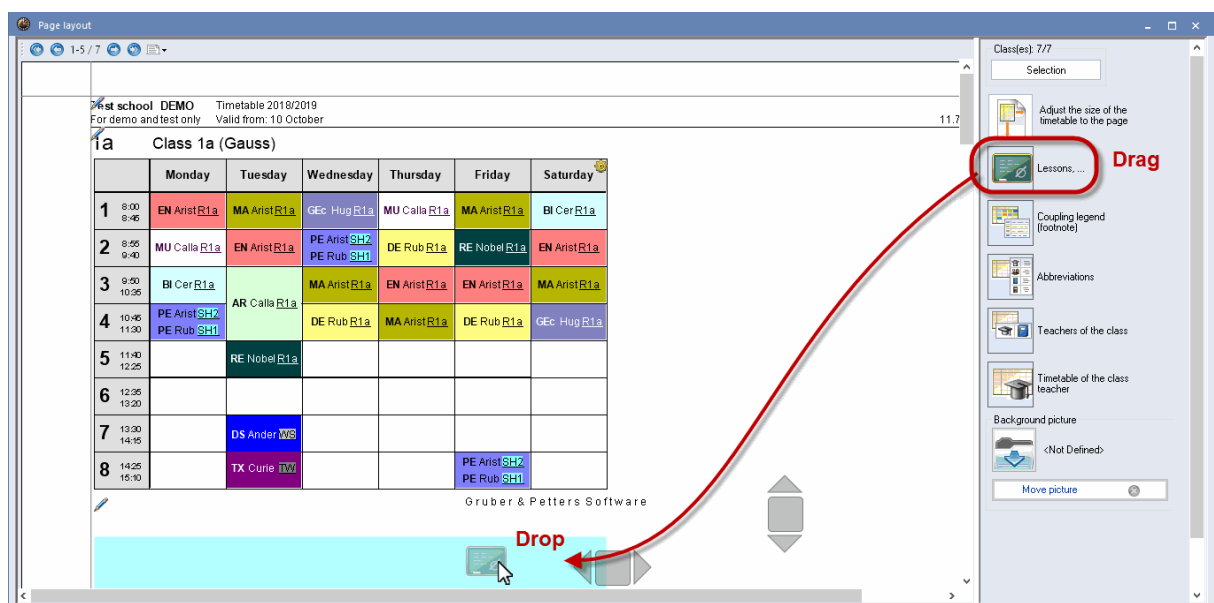 Page layout
1-5 / 7
Class(es): 7/7
Selection
Test school DEMO Timetable 2018/2019
For demo and test only Valid from: 10 October 11.7
1a Class 1a (Gauss)
Monday Tuesday Wednesday Thursday Friday Saturday
1 8:00 8:45 EN Arist R1a MA Arist R1a GEc Hug R1a MU Calla R1a MA Arist R1a BI Cer R1a
2 8:55 9:40 MU Calla R1a EN Arist R1a PE Arist SH2 PE Rub SH1 DE Rub R1a RE Nobel R1a EN Arist R1a
3 9:50 10:35 BI Cer R1a AR Calla R1a MA Arist R1a EN Arist R1a EN Arist R1a MA Arist R1a
4 10:45 11:30 PE Arist SH2 PE Rub SH1 DE Rub R1a MA Arist R1a DE Rub R1a GEc Hug R1a
5 11:40 12:25 RE Nobel R1a
6 12:35 13:20
7 13:30 14:15 DS Ander WS
8 14:25 15:10 TX Curie TW PE Arist SH2 PE Rub SH1
Gruber & Petters Software
Drop
Adjust the size of the
timetable to the page
Lessons, ...
Drag
Coupling legend
(footnote)
Abbreviations
Teachers of the class
Timetable of the class
teacher
Background picture
<Not Defined>
Move picture